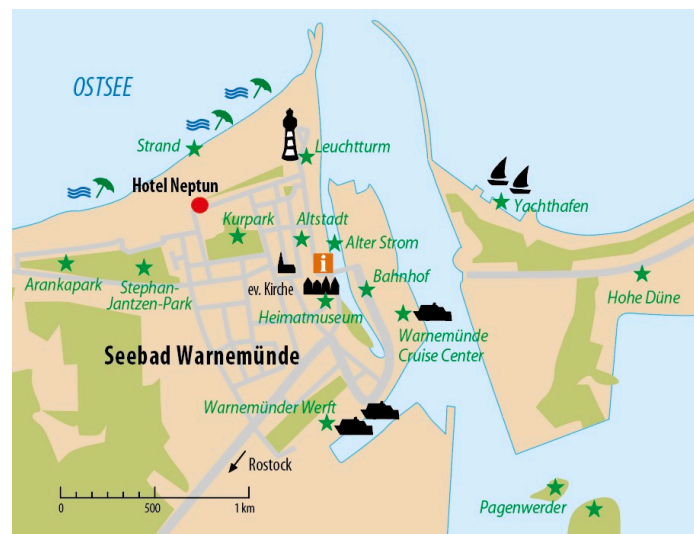 OSTSEE
Strand
Leuchtturm
Hotel Neptun
Yachthafen
Kurpark
Altstadt
Alter Strom
i
Arankapark
Stephan-
Jantzen-Park
ev. Kirche
Bahnhof
Heimatmuseum
Hohe Düne
Warnemünde
Cruise Center
Seebad Warnemünde
Warnemünder Werft
Rostock
0
500
1 km
Pagenwerder